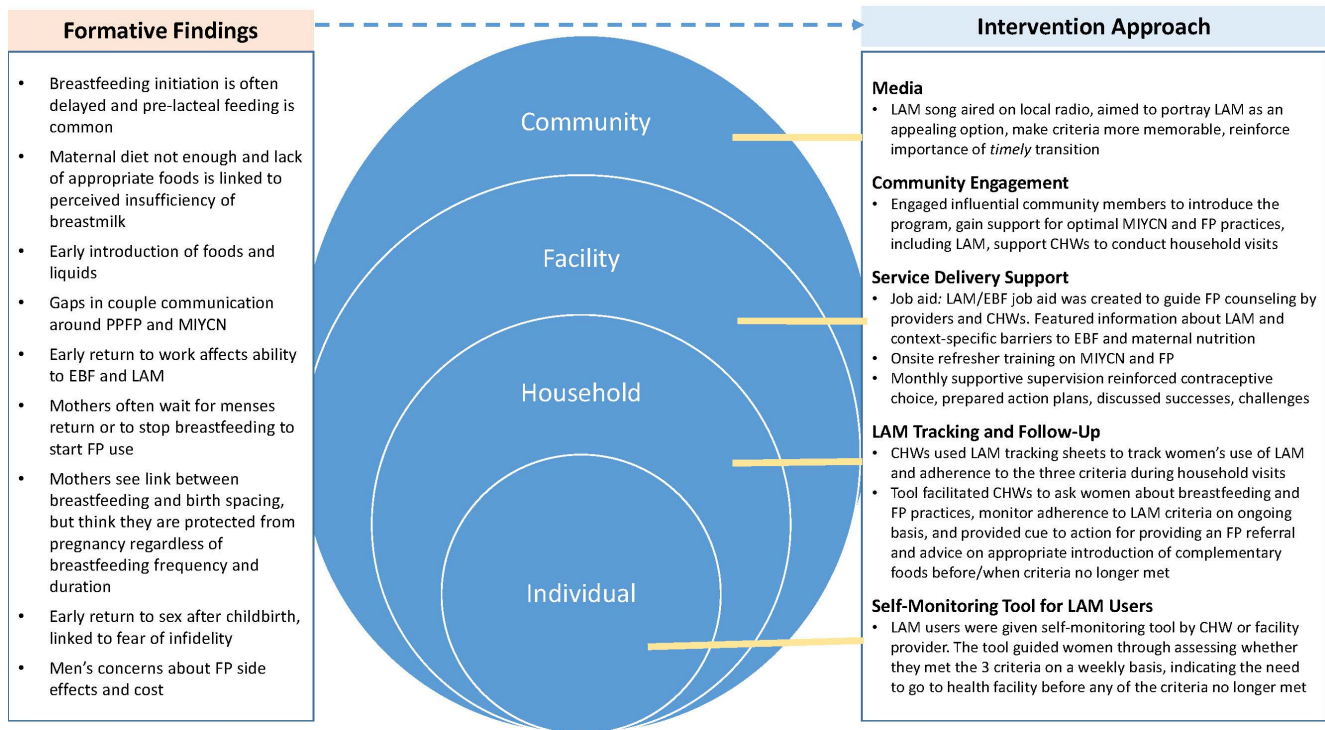 Formative Findings
• Breastfeeding initiation is often
delayed and pre-lacteal feeding is
common
• Maternal diet not enough and lack
of appropriate foods is linked to
perceived insufficiency of
breastmilk
• Early introduction of foods and
liquids
• Gaps in couple communication
around PPFP and MIYCN
• Early return to work affects ability
to EBF and LAM
• Mothers often wait for menses
return or to stop breastfeeding to
start FP use
• Mothers see link between
breastfeeding and birth spacing,
but think they are protected from
pregnancy regardless of
breastfeeding frequency and
duration
• Early return to sex after childbirth,
linked to fear of infidelity
• Men’s concerns about FP side
effects and cost
Community
Facility
Household
Individual
Intervention Approach
Media
• LAM song aired on local radio, aimed to portray LAM as an
appealing option, make criteria more memorable, reinforce
importance of timely transition
Community Engagement
• Engaged influential community members to introduce the
program, gain support for optimal MIYCN and FP practices,
including LAM, support CHWs to conduct household visits
Service Delivery Support
• Job aid: LAM/EBF job aid was created to guide FP counseling by
providers and CHWs. Featured information about LAM and
context-specific barriers to EBF and maternal nutrition
• Onsite refresher training on MIYCN and FP
• Monthly supportive supervision reinforced contraceptive
choice, prepared action plans, discussed successes, challenges
LAM Tracking and Follow-Up
• CHWs used LAM tracking sheets to track women’s use of LAM
and adherence to the three criteria during household visits
• Tool facilitated CHWs to ask women about breastfeeding and
FP practices, monitor adherence to LAM criteria on ongoing
basis, and provided cue to action for providing an FP referral
and advice on appropriate introduction of complementary
foods before/when criteria no longer met
Self-Monitoring Tool for LAM Users
• LAM users were given self-monitoring tool by CHW or facility
provider. The tool guided women through assessing whether
they met the 3 criteria on a weekly basis, indicating the need
to go to health facility before any of the criteria no longer met